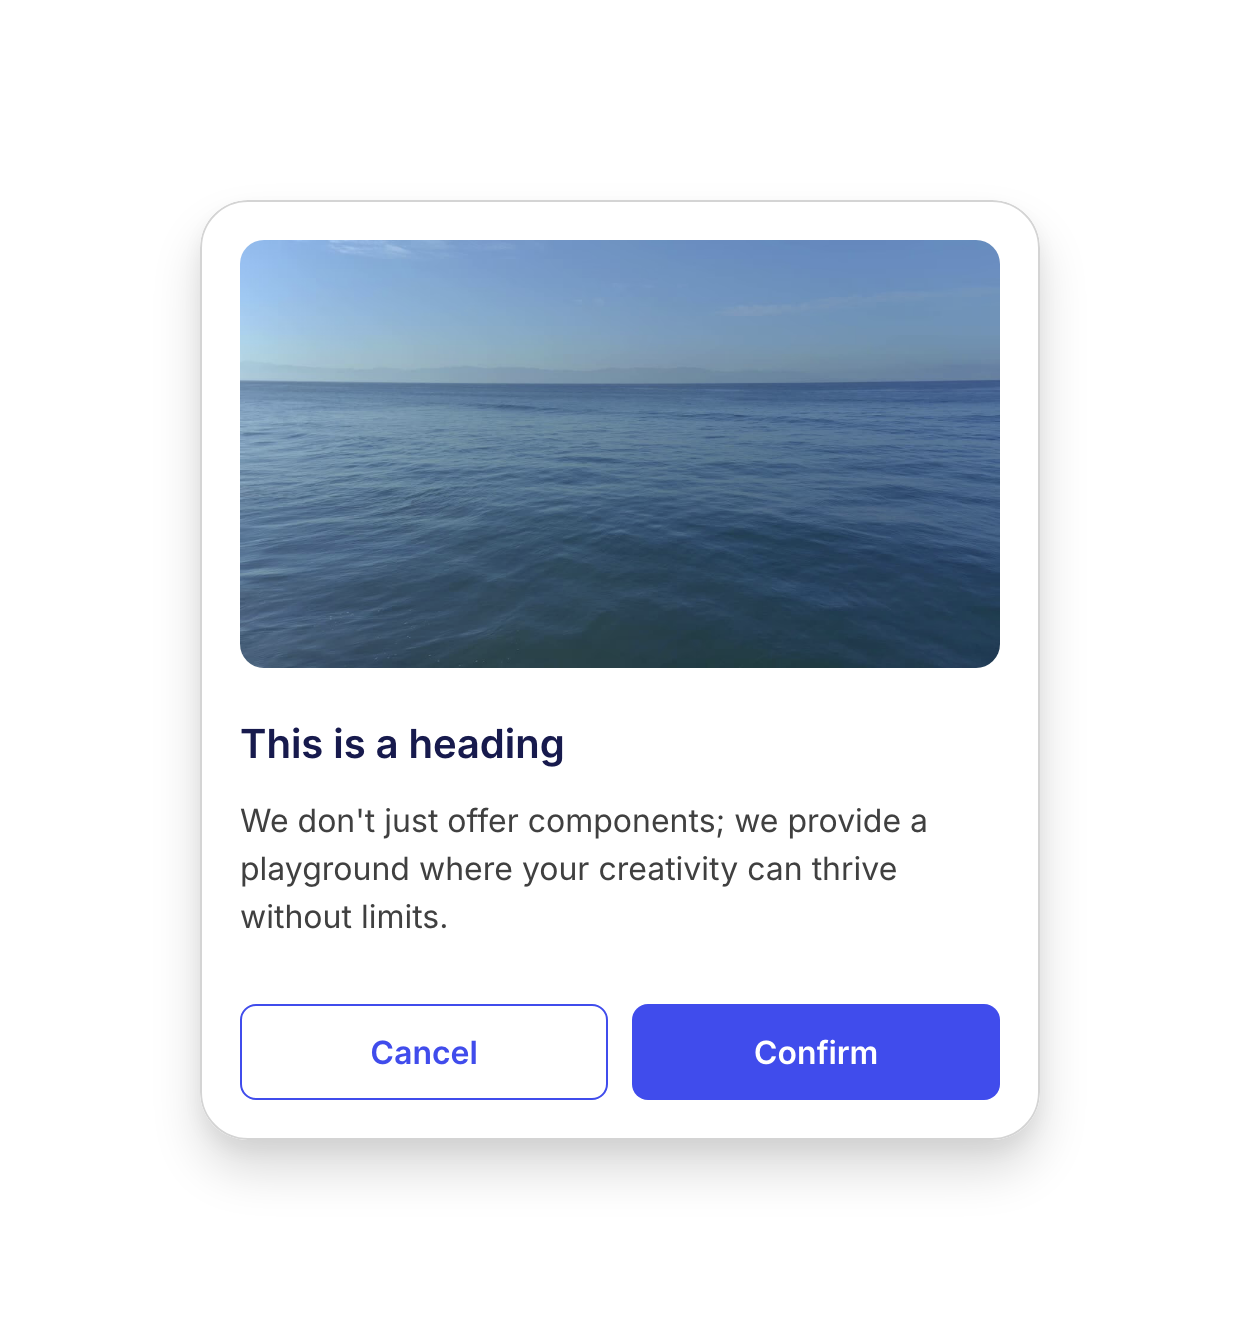 This is a heading
We don't just offer components; we provide a
playground where your creativity can thrive
without limits.
Cancel
Confirm